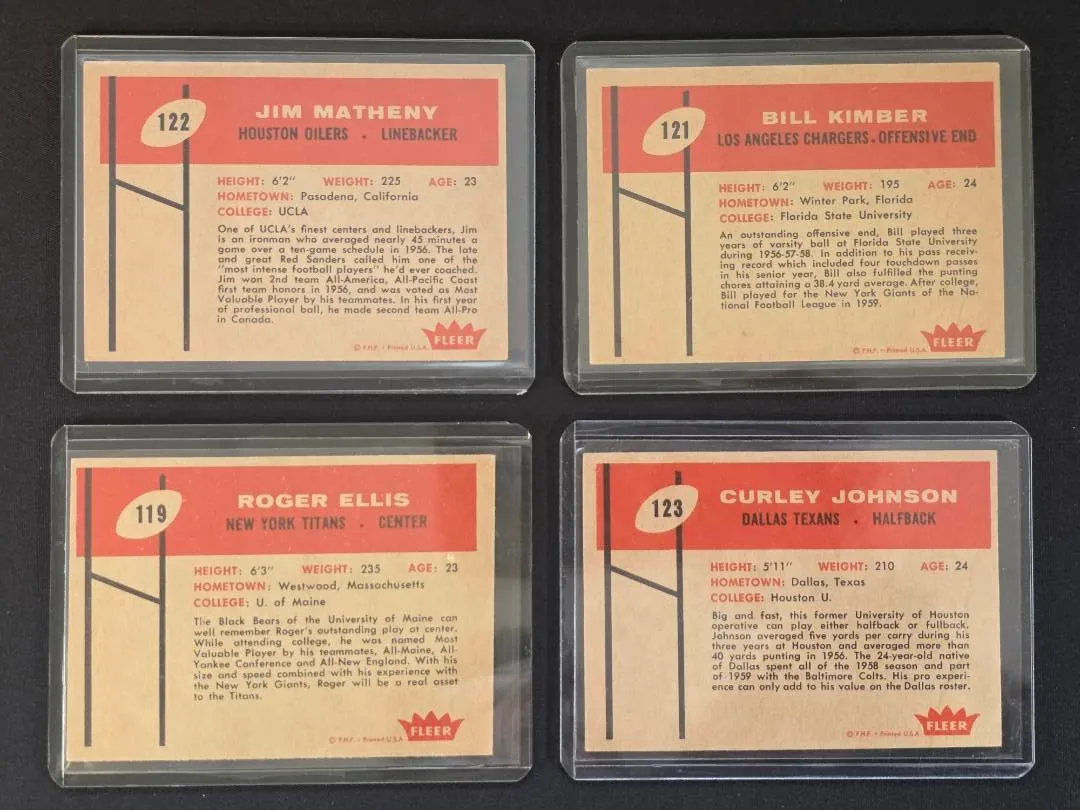 122
JIM MATHENY
HOUSTON OILERS . LINEBACKER
HEIGHT: 6'2" WEIGHT: 225 AGE: 23
HOMETOWN: Pasadena, California
COLLEGE: UCLA
One of UCLA's finest centers and linebackers, Jim
is an ironman who averaged nearly 45 minutes a
game over a ten-game schedule in 1956. The late
and great Red Sanders called him one of the
"most intense football players" he'd ever coached.
Jim won 2nd team All-America, All-Pacific Coast
first team honors in 1956, and was voted as Most
Valuable Player by his teammates. In his first year
of professional ball, he made second team All-Pro
in Canada.
© F.H.F. • Printed U.S.A.
FLEER
121
BILL KIMBER
LOS ANGELES CHARGERS . OFFENSIVE END
HEIGHT: 6'2" WEIGHT: 195 AGE: 24
HOMETOWN: Winter Park, Florida
COLLEGE: Florida State University
An outstanding offensive end, Bill played three
years of varsity ball at Florida State University
during 1956-57-58. In addition to his pass receiv-
ing record which included four touchdown passes
in his senior year, Bill also fulfilled the punting
chores attaining a 38.4 yard average. After college,
Bill played for the New York Giants of the Na-
tional Football League in 1959.
© F.H.F. • Printed U.S.A.
FLEER
119
ROGER ELLIS
NEW YORK TITANS . CENTER
HEIGHT: 6'3" WEIGHT: 235 AGE: 23
HOMETOWN: Westwood, Massachusetts
COLLEGE: U. of Maine
The Black Bears of the University of Maine can
well remember Roger's outstanding play at center.
While attending college, he was named Most
Valuable Player by his teammates, All-Maine, All-
Yankee Conference and All-New England. With his
size and speed combined with his experience with
the New York Giants, Roger will be a real asset
to the Titans.
© F.H.F. • Printed U.S.A.
FLEER
123
CURLEY JOHNSON
DALLAS TEXANS . HALFBACK
HEIGHT: 5'11" WEIGHT: 210 AGE: 24
HOMETOWN: Dallas, Texas
COLLEGE: Houston U.
Big and fast, this former University of Houston
operative can play either halfback or fullback.
Johnson averaged five yards per carry during his
three years at Houston and averaged more than
40 yards punting in 1956. The 24-year-old native
of Dallas spent all of the 1958 season and part
of 1959 with the Baltimore Colts. His pro experi-
ence can only add to his value on the Dallas roster.
© F.H.F. • Printed U.S.A.
FLEER